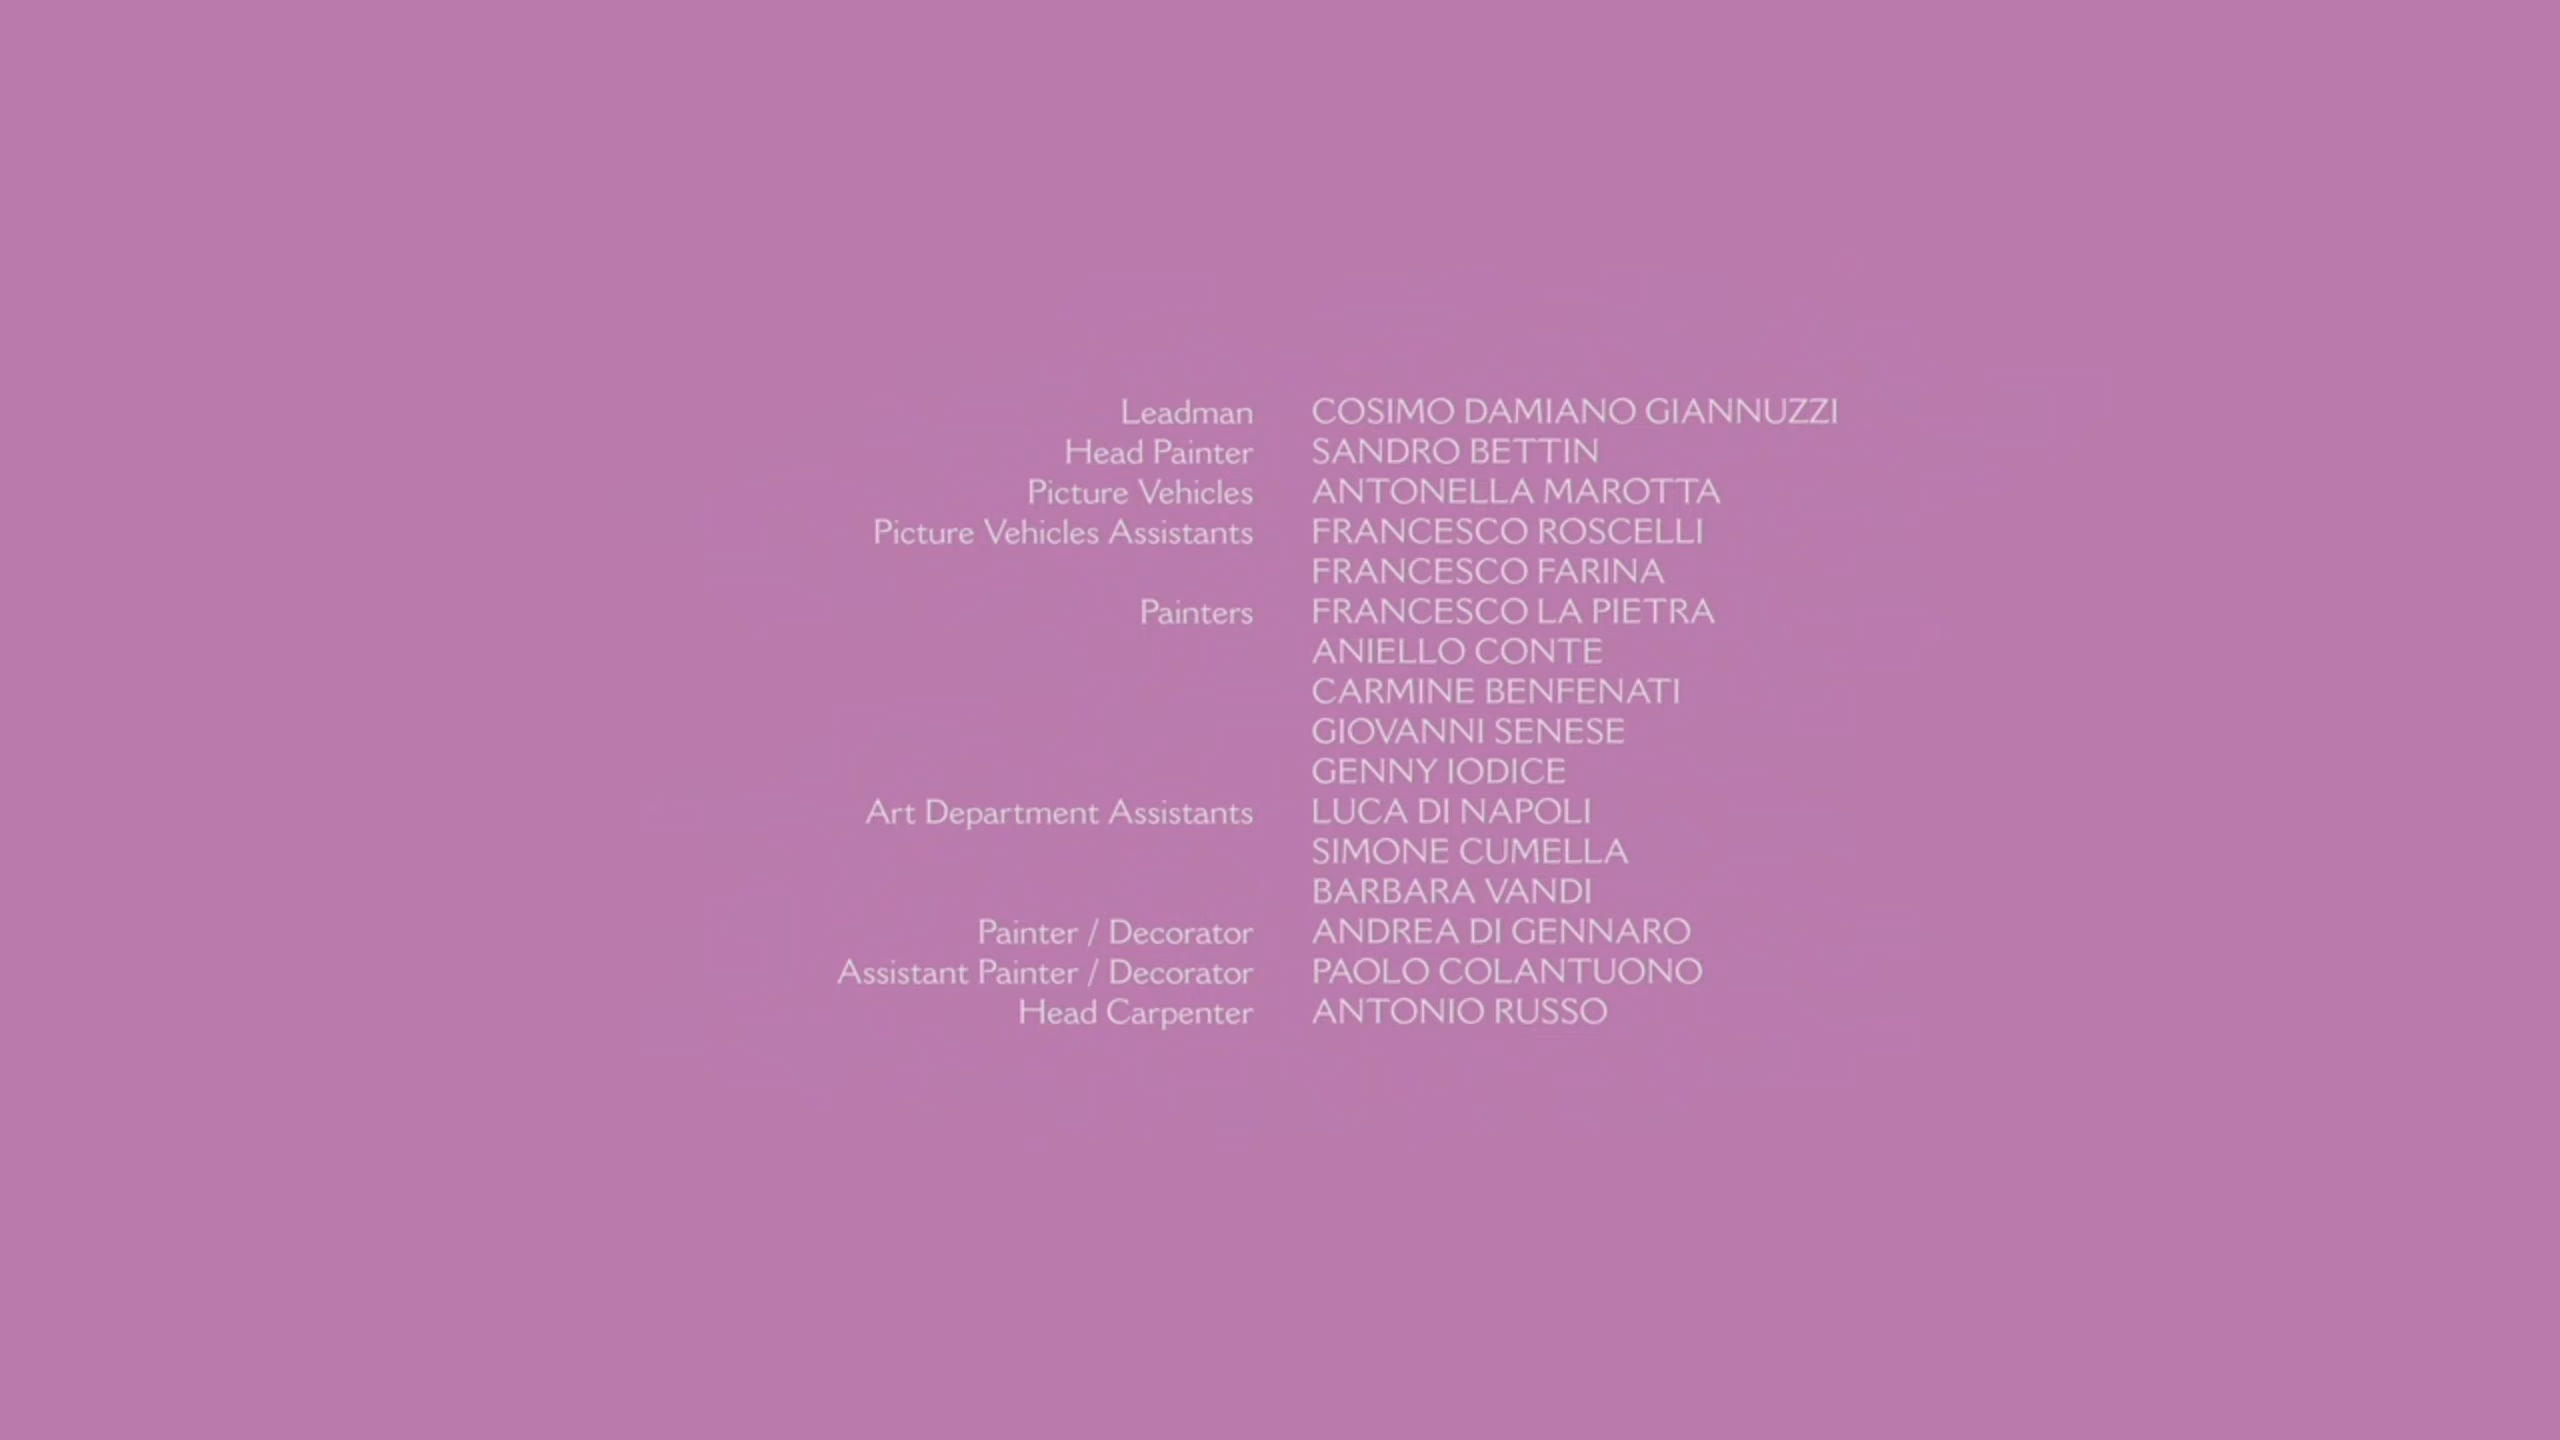 Leadman COSIMO DAMIANO GIANNUZZI
Head Painter SANDRO BETTIN
Picture Vehicles ANTONELLA MAROTTA
Picture Vehicles Assistants FRANCESCO ROSCELLI
FRANCESCO FARINA
Painters FRANCESCO LA PIETRA
ANIELLO CONTE
CARMINE BENFENATI
GIOVANNI SENESE
GENNY IODICE
Art Department Assistants LUCA DI NAPOLI
SIMONE CUMELLA
BARBARA VANDI
Painter / Decorator ANDREA DI GENNARO
Assistant Painter / Decorator PAOLO COLANTUONO
Head Carpenter ANTONIO RUSSO